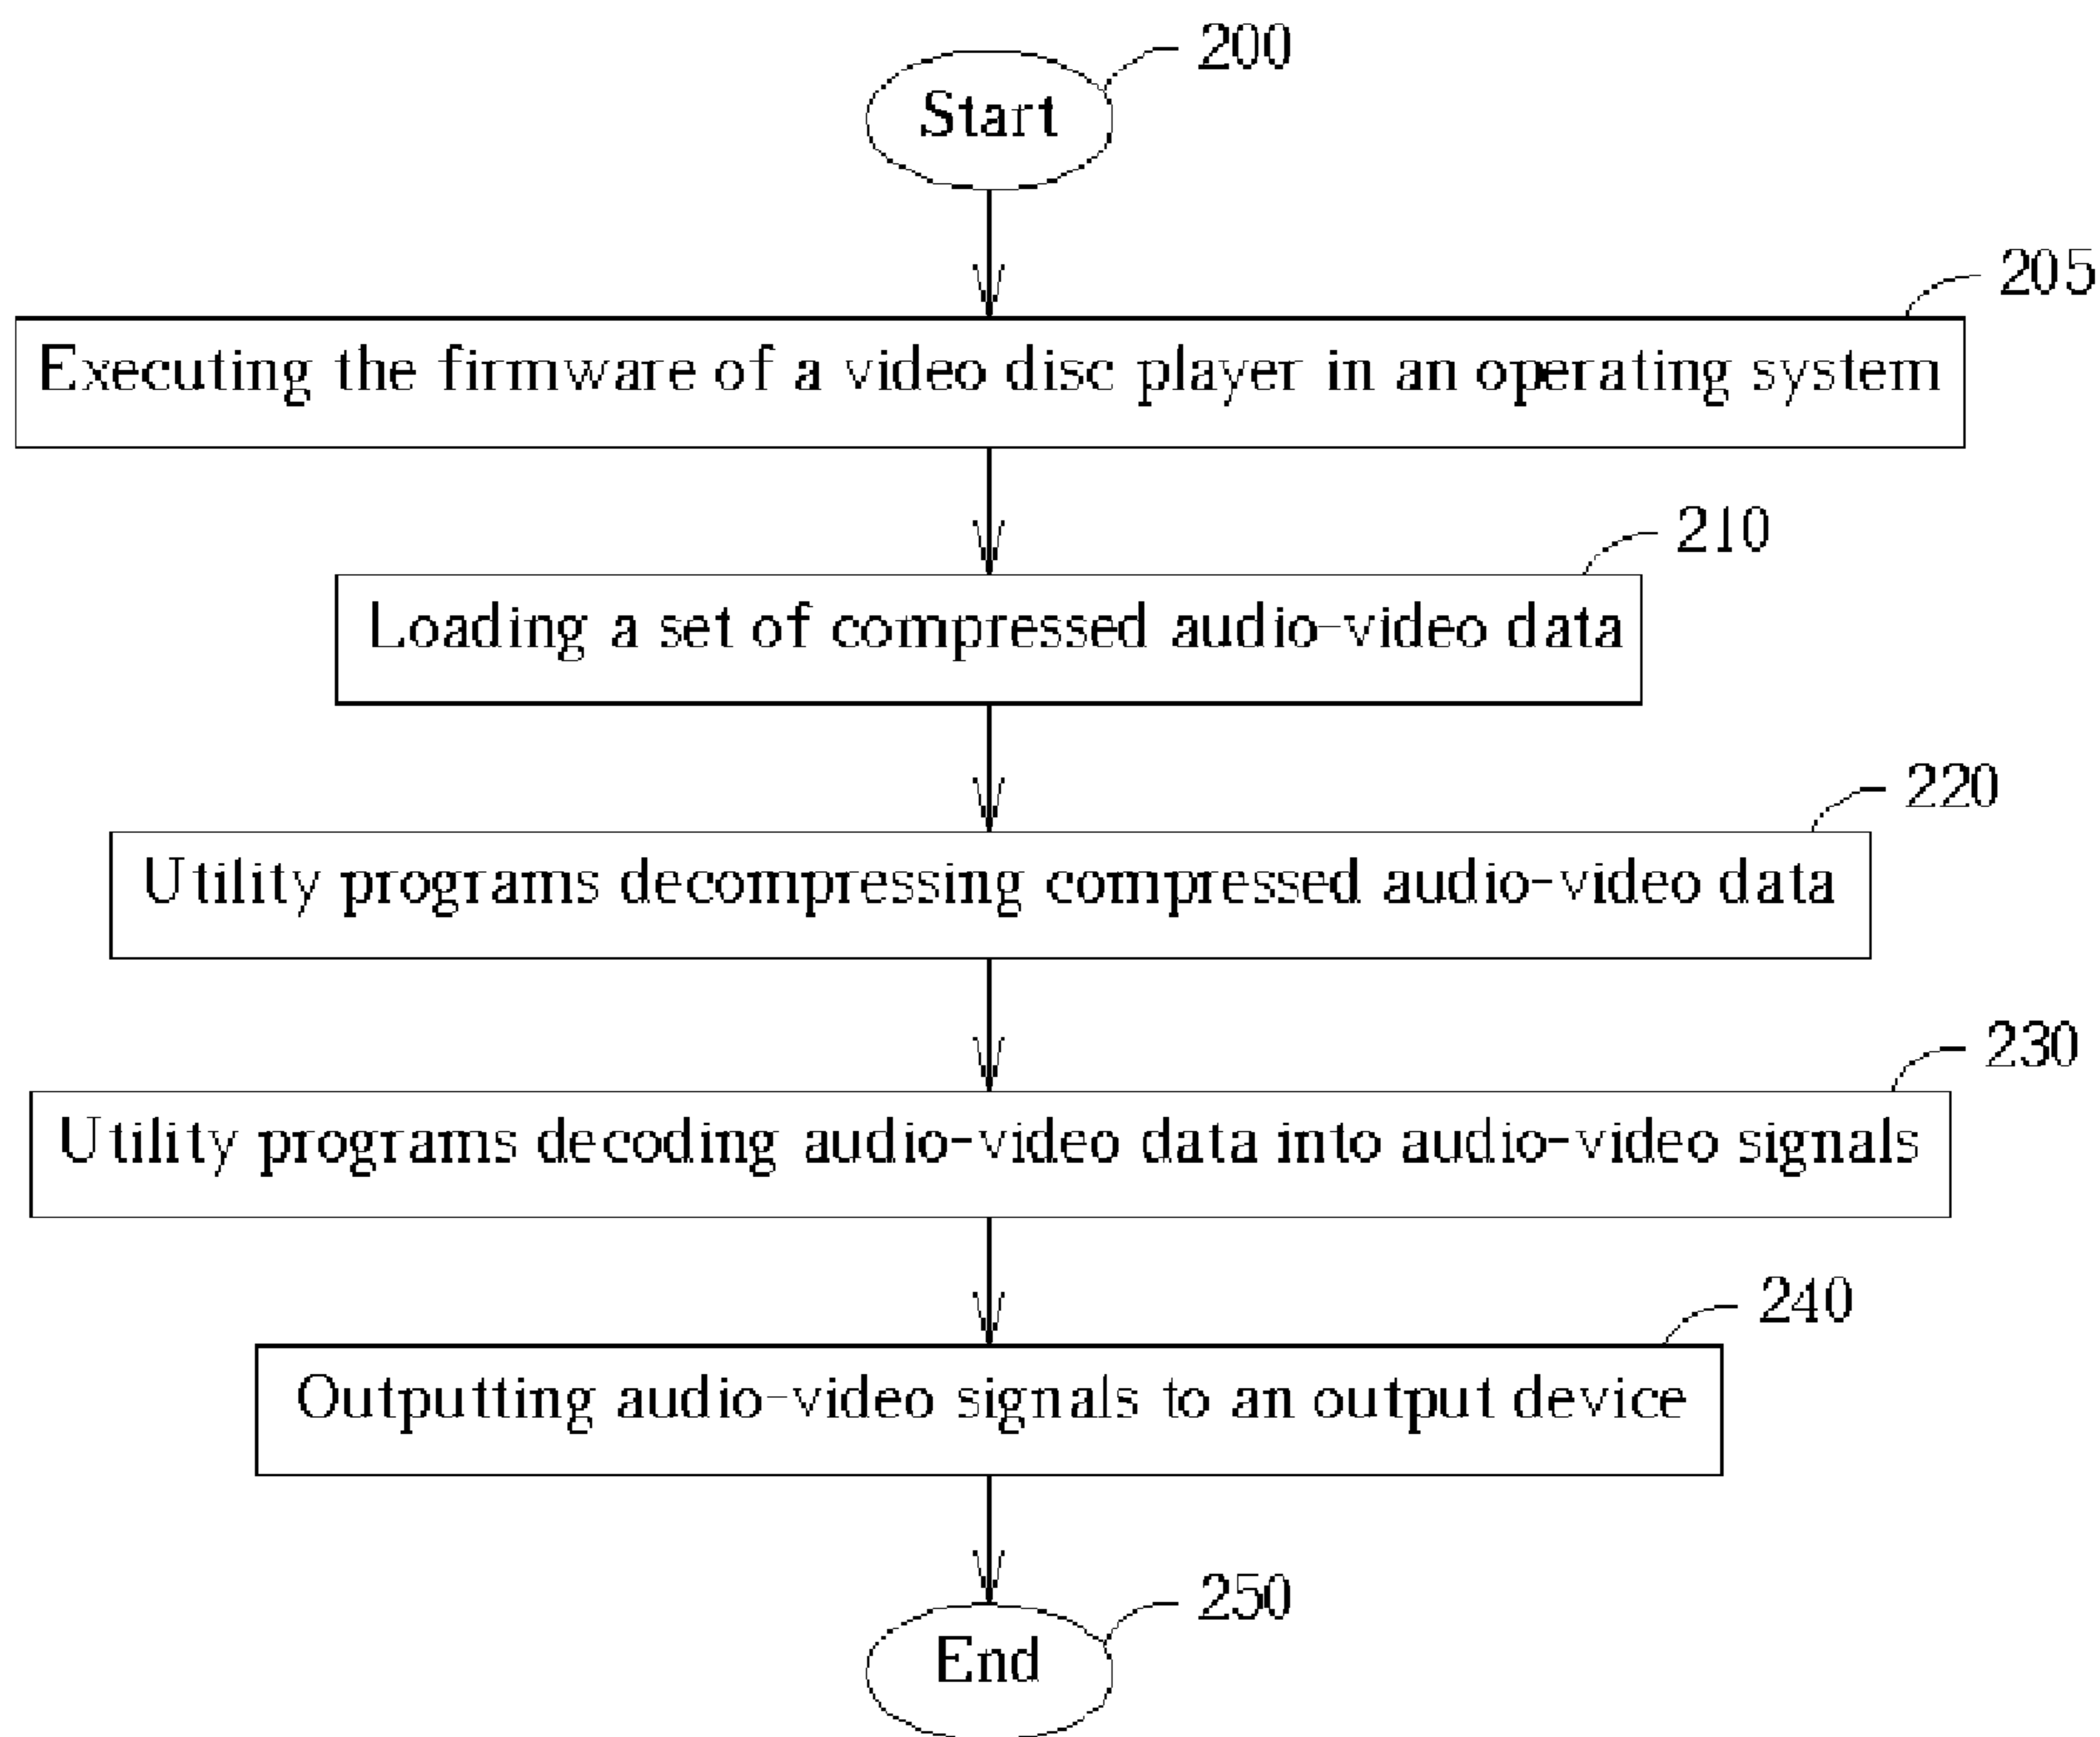 200
Start
205
Executing the firmware of a video disc player in an operating system
210
Loading a set of compressed audio-video data
220
Utility programs decompressing compressed audio-video data
230
Utility programs decoding audio-video data into audio-video signals
240
Outputting audio-video signals to an output device
250
End